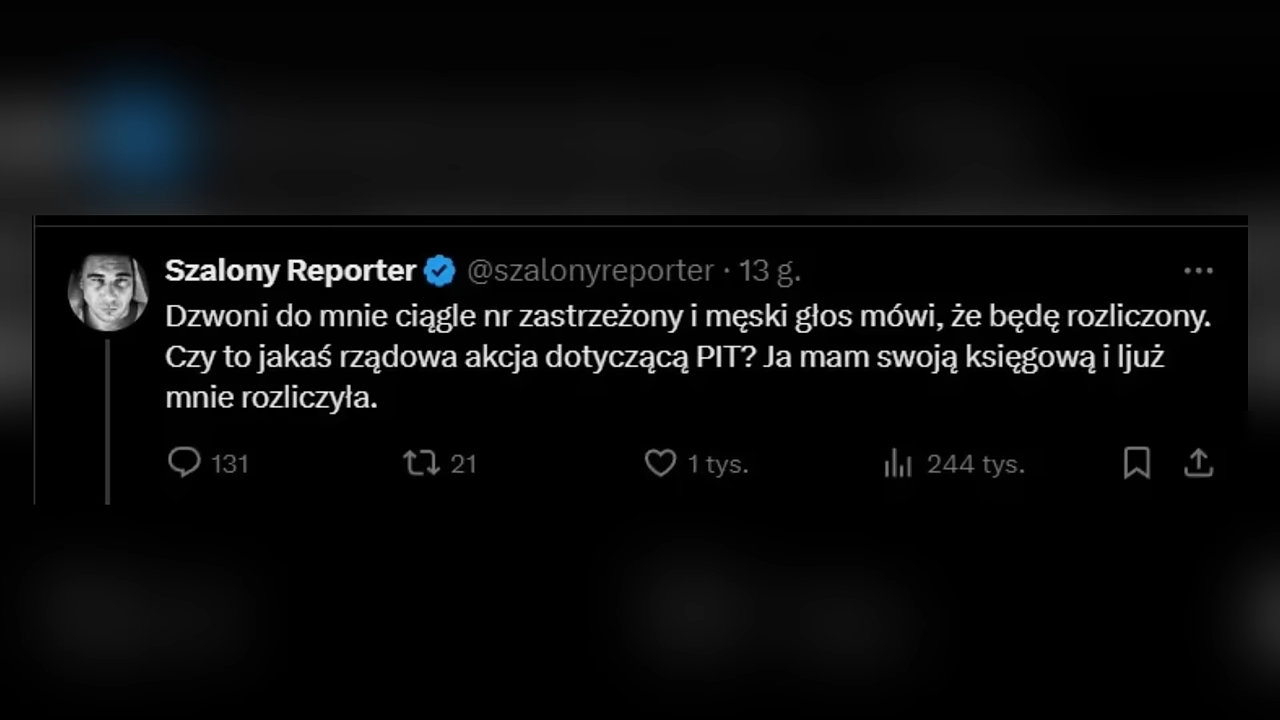 Szalony Reporter @szalonyreporter · 13 g.
Dzwoni do mnie ciągle nr zastrzeżony i męski głos mówi, że będę rozliczony.
Czy to jakaś rządowa akcja dotyczącą PIT? Ja mam swoją księgową i ljuż
mnie rozliczyła.
131 21 1 tys. 244 tys.